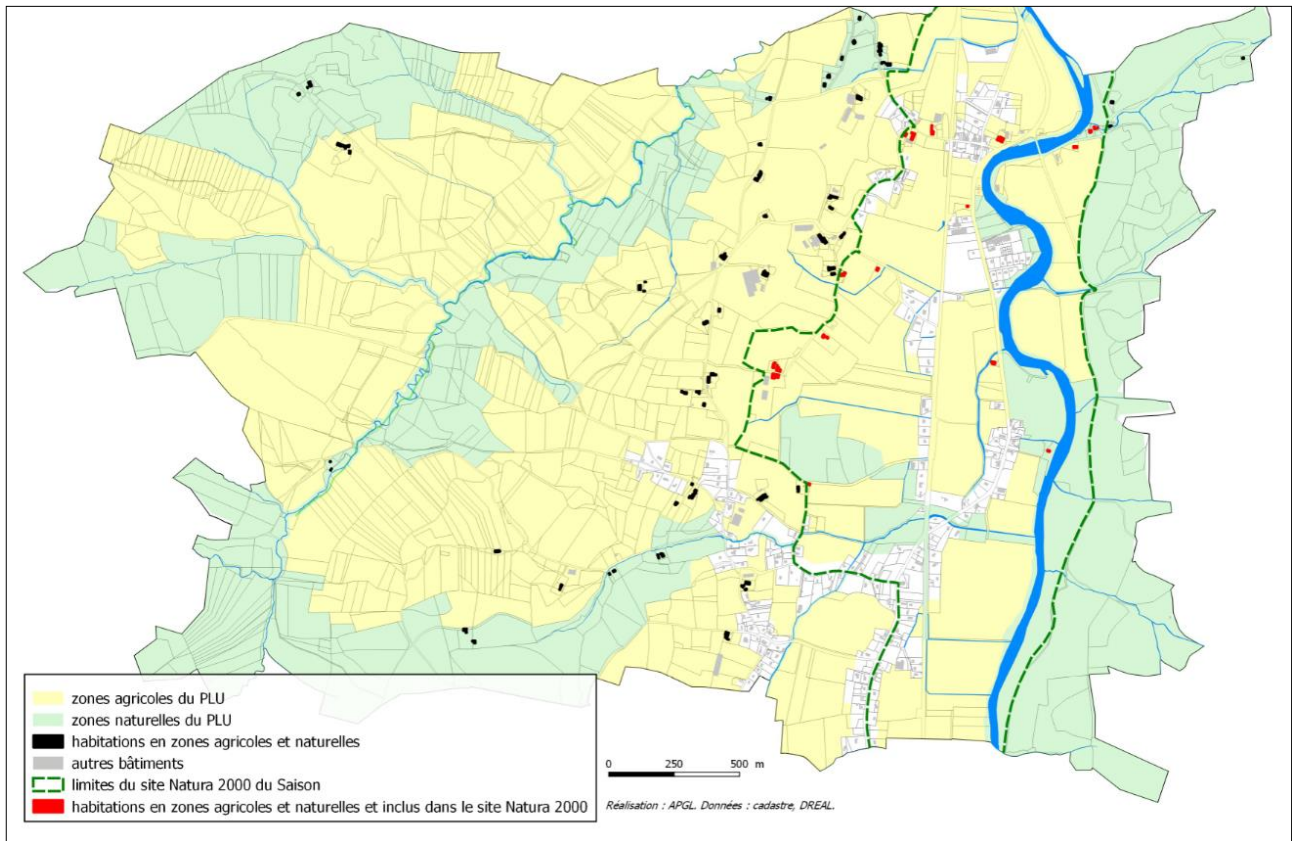 zones agricoles du PLU
zones naturelles du PLU
habitations en zones agricoles et naturelles
autres bâtiments
limites du site Natura 2000 du Saison
habitations en zones agricoles et naturelles et inclus dans le site Natura 2000
0 250 500 m
Réalisation : APGL. Données : cadastre, DREAL.